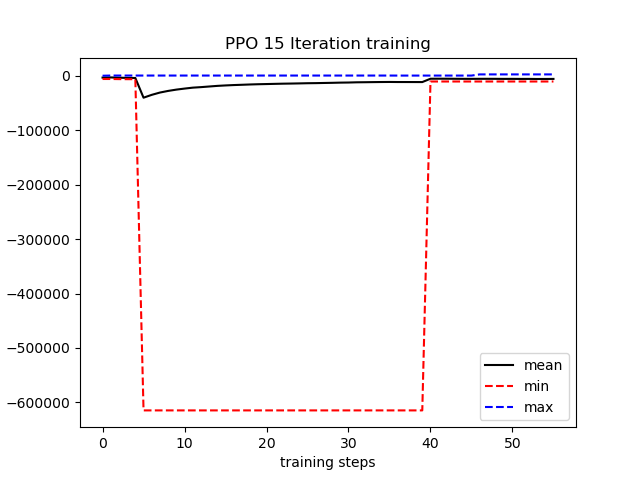 PPO 15 Iteration training
0
−100000
−200000
−300000
−400000
−500000
−600000
0 10 20 30 40 50
training steps
mean
min
max